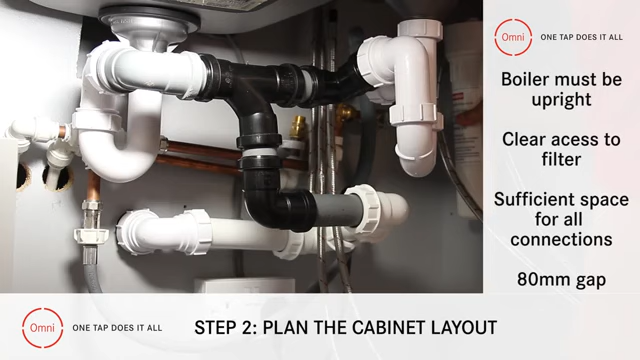 Omni
ONE TAP DOES IT ALL
Boiler must be
upright
Clear acess to
filter
Sufficient space
for all
connections
80mm gap
Omni
ONE TAP DOES IT ALL
STEP 2: PLAN THE CABINET LAYOUT